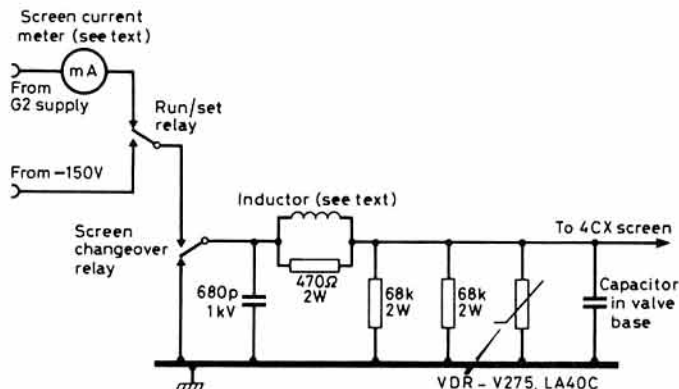 Screen current
meter (see text)
mA
From
G2 supply
Run/set
relay
From -150V
Inductor (see text)
To 4CX screen
Screen
changeover
relay
680p
1kV
470Ω
2W
68k
2W
68k
2W
Capacitor
in valve
base
VDR - V275, LA40C